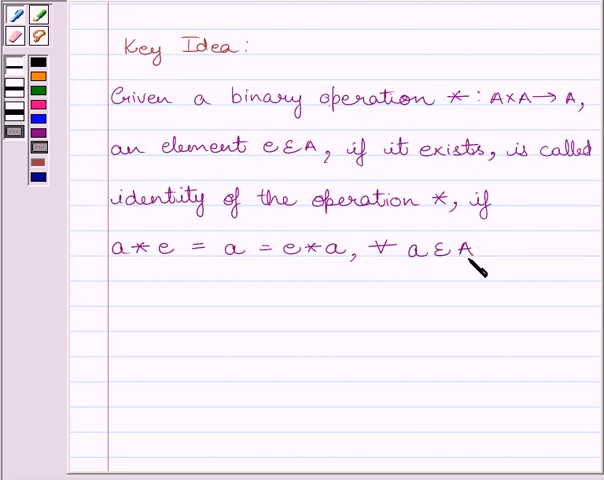 Key Idea:
Given a binary operation * : A×A → A,
an element e ε A, if it exists, is called
identity of the operation *, if
a * e = a = e * a, ∀ a ε A